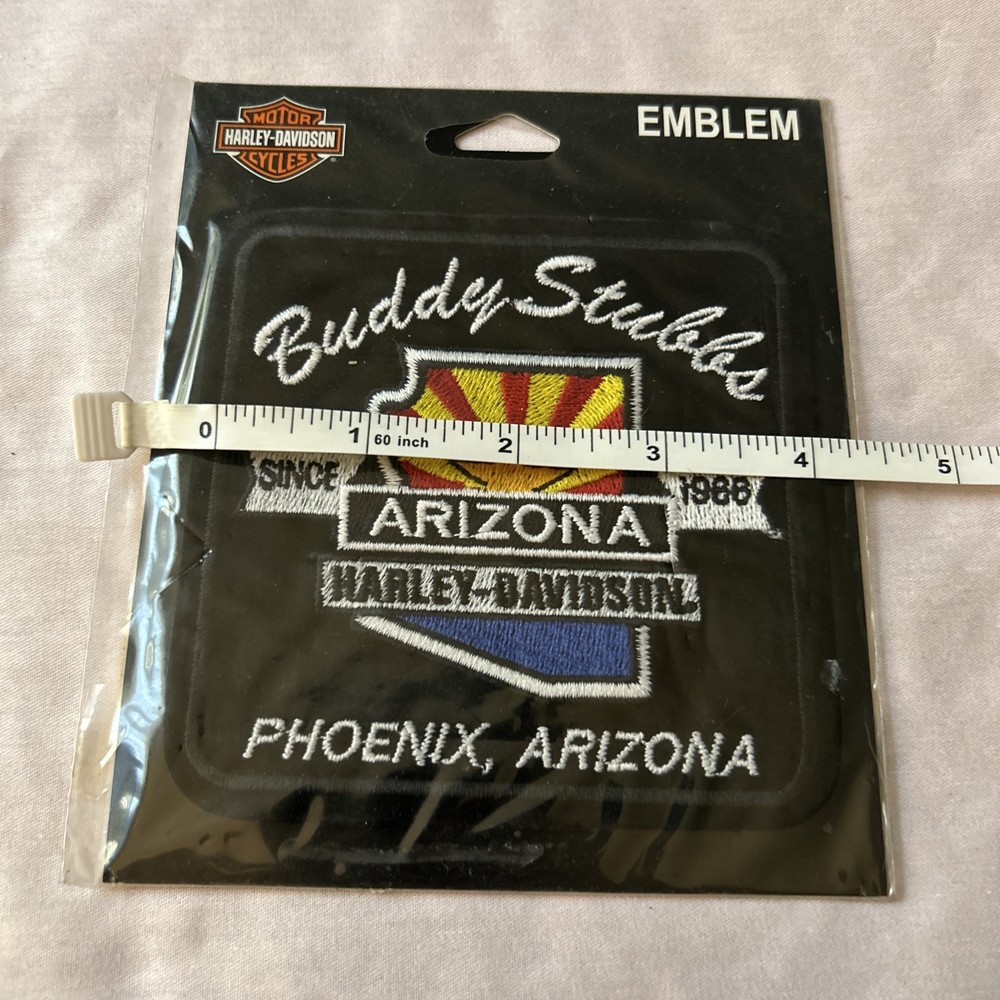 MOTOR
HARLEY-DAVIDSON
CYCLES
EMBLEM
Buddy Stubbs
0 1 60 inch 2 3 4 5
SINCE 1966
ARIZONA
HARLEY-DAVIDSON
PHOENIX, ARIZONA